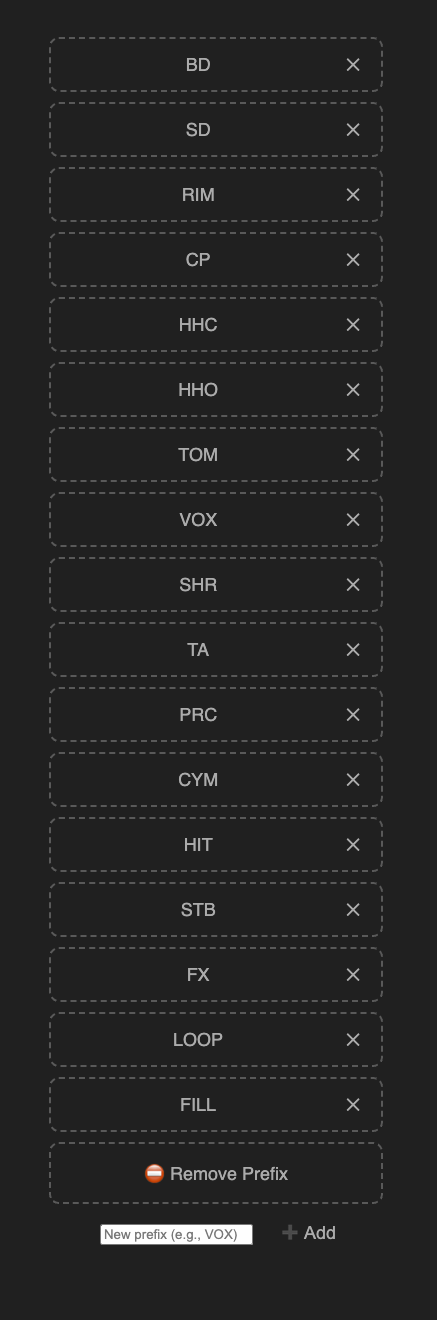 BD
SD
RIM
CP
HHC
HHO
TOM
VOX
SHR
TA
PRC
CYM
HIT
STB
FX
LOOP
FILL
⛔ Remove Prefix
New prefix (e.g., VOX) ➕ Add